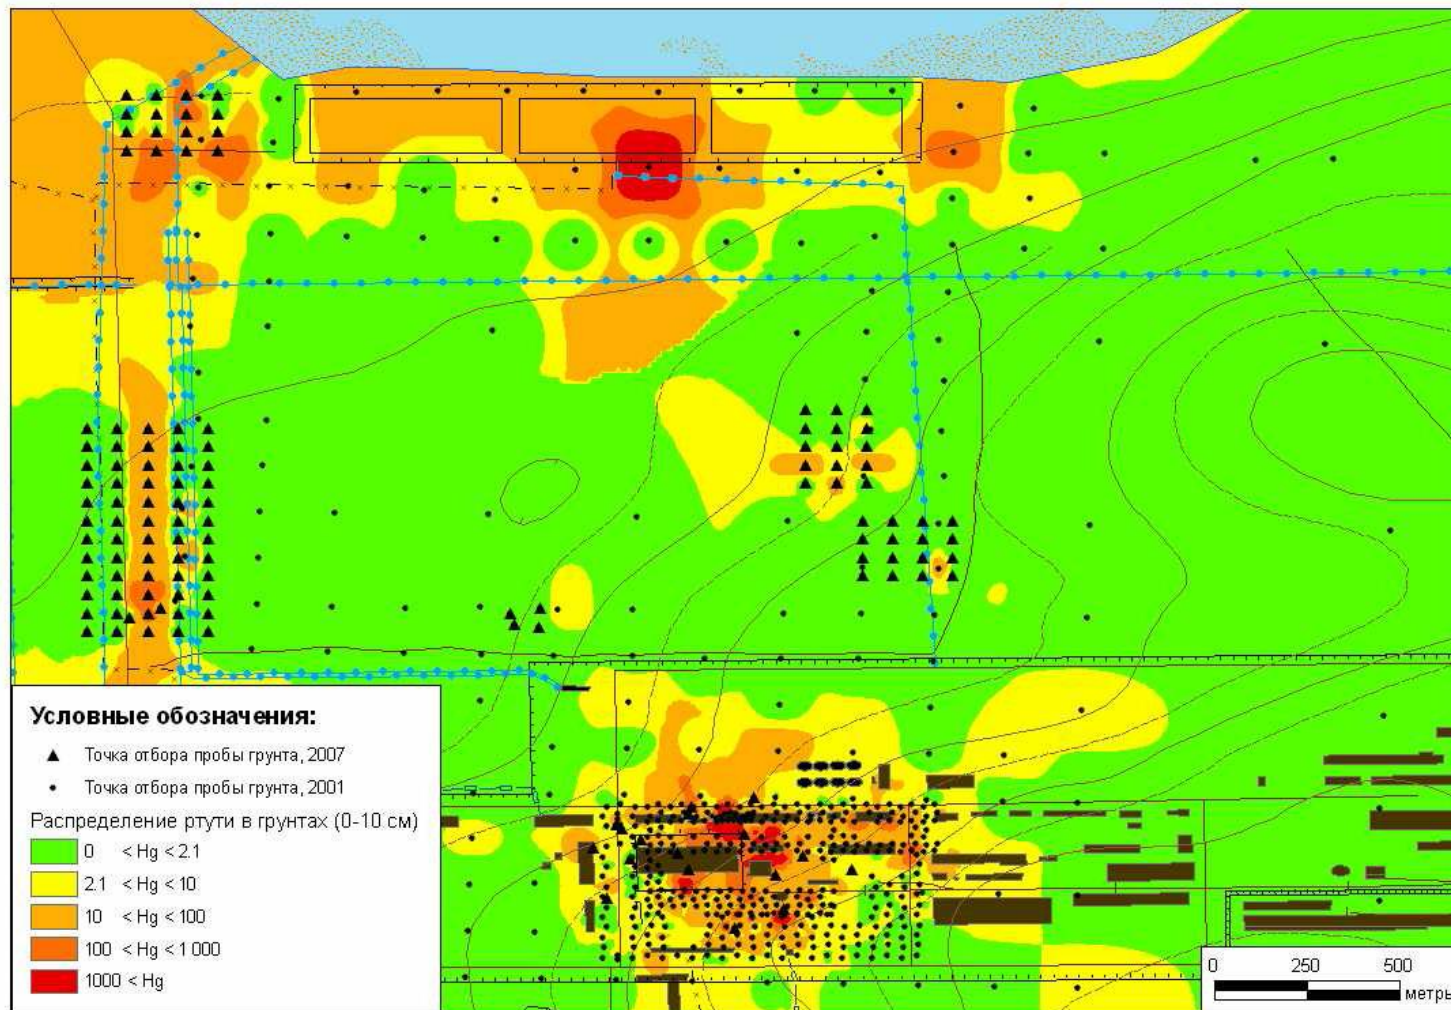 Условные обозначения:
Точка отбора пробы грунта, 2007
Точка отбора пробы грунта, 2001
Распределение ртути в грунтах (0-10 см)
0 < Hg < 2.1
2.1 < Hg < 10
10 < Hg < 100
100 < Hg < 1 000
1000 < Hg
0 250 500
метры